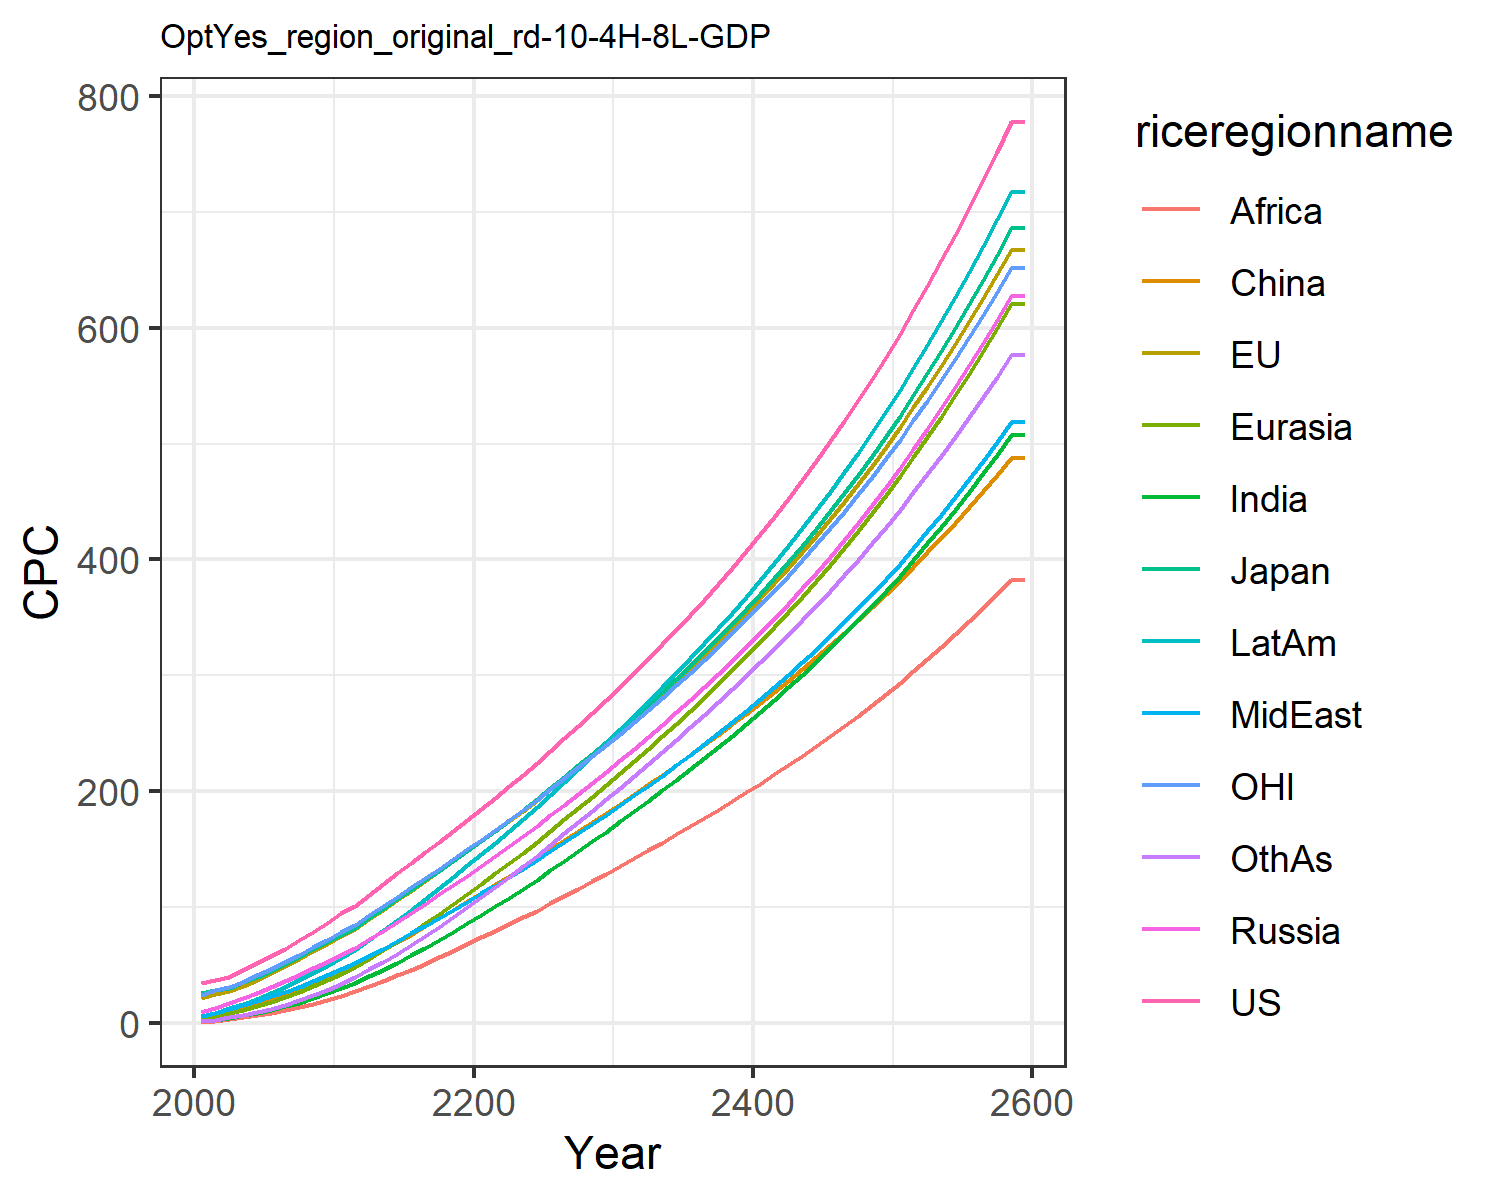 OptYes_region_original_rd-10-4H-8L-GDP
800
600
400
200
0
CPC
2000
2200
2400
2600
Year
riceregionname
Africa
China
EU
Eurasia
India
Japan
LatAm
MidEast
OHI
OthAs
Russia
US